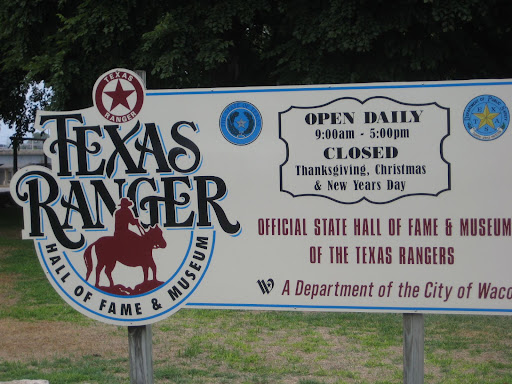 TEXAS
RANGER
TEXAS
RANGER
HALL OF FAME & MUSEUM
OPEN DAILY
9:00am - 5:00pm
CLOSED
Thanksgiving, Christmas
& New Years Day
OFFICIAL STATE HALL OF FAME & MUSEUM
OF THE TEXAS RANGERS
A Department of the City of Waco